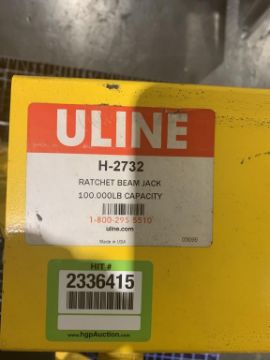 ULINE
H-2732
RATCHET BEAM JACK
100,000LB CAPACITY
1-800-295-5510
uline.com
Made in USA
HIT#
2336415
www.hgpAuction.com